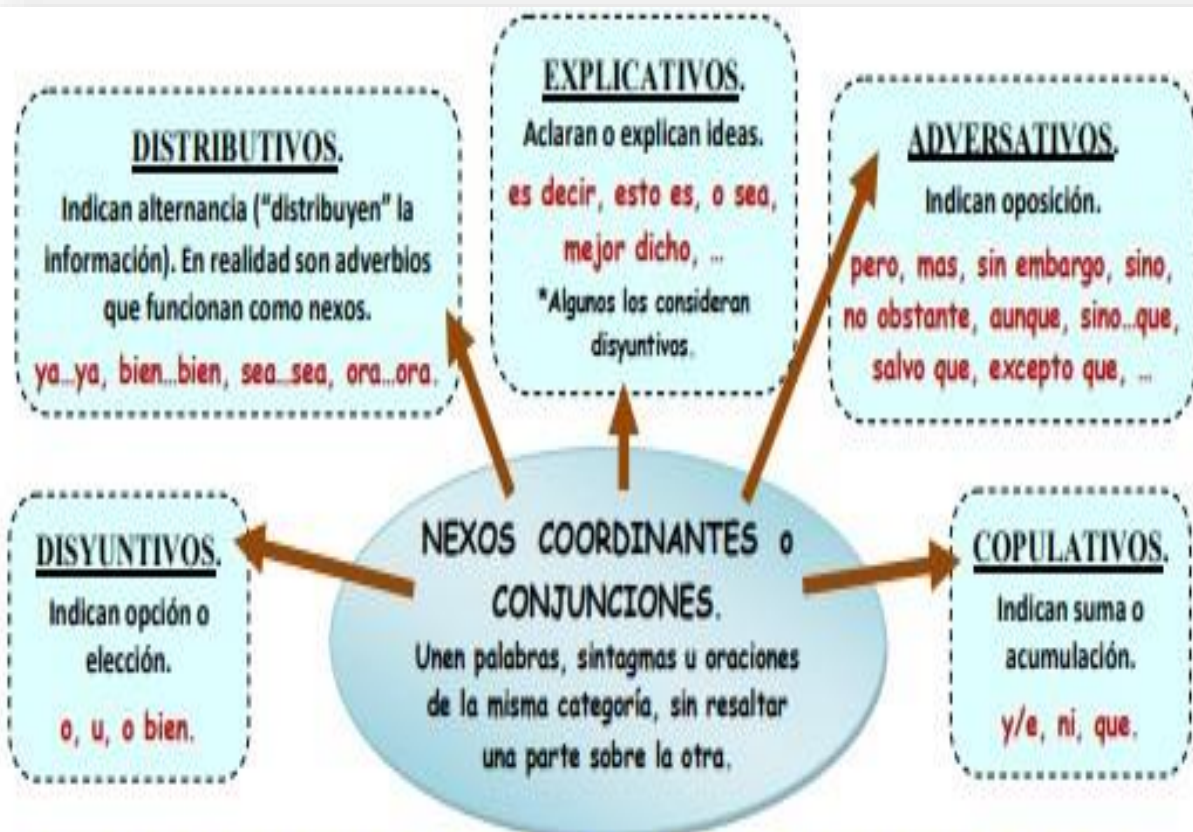 DISTRIBUTIVOS.
Indican alternancia ("distribuyen" la
información). En realidad son adverbios
que funcionan como nexos.
ya...ya, bien...bien, sea...sea, ora...ora.
EXPLICATIVOS.
Aclaran o explican ideas.
es decir, esto es, o sea,
mejor dicho, ...
*Algunos los consideran
disyuntivos.
ADVERSATIVOS.
Indican oposición.
pero, mas, sin embargo, sino,
no obstante, aunque, sino...que,
salvo que, excepto que, ...
DISYUNTIVOS.
Indican opción o
elección.
o, u, o bien.
NEXOS COORDINANTES o
CONJUNCIONES.
Unen palabras, sintagmas u oraciones
de la misma categoría, sin resaltar
una parte sobre la otra.
COPULATIVOS.
Indican suma o
acumulación.
y/e, ni, que.